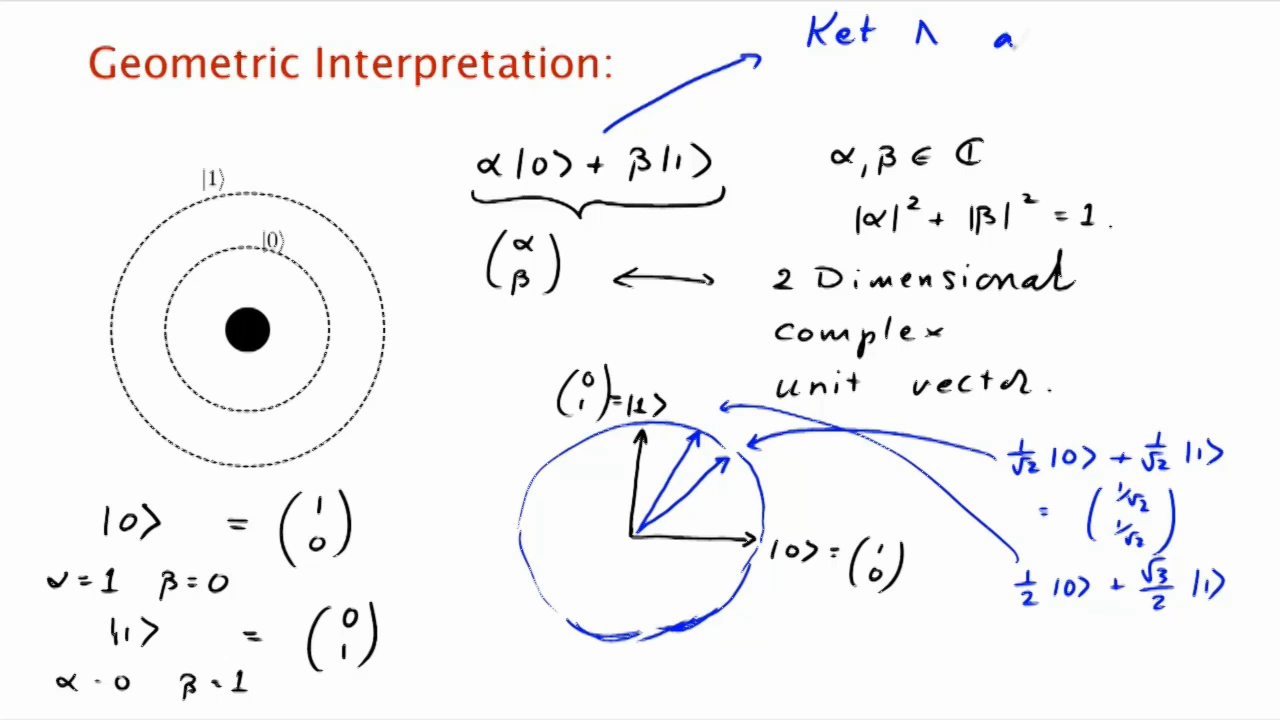 Ket Λ a
Geometric Interpretation:
α|0> + β|1>
α, β ∈ ℂ
|α|² + |β|² = 1.
(α
β)
↔ 2 Dimensional
complex
unit vector.
|1⟩
|0⟩
(0
1) = |1>
|0> = (1
0)
1/√2 |0> + 1/√2 |1>
= (1/√2
1/√2)
1/2 |0> + √3/2 |1>
|0> = (1
0)
α = 1 β = 0
|1> = (0
1)
α = 0 β = 1